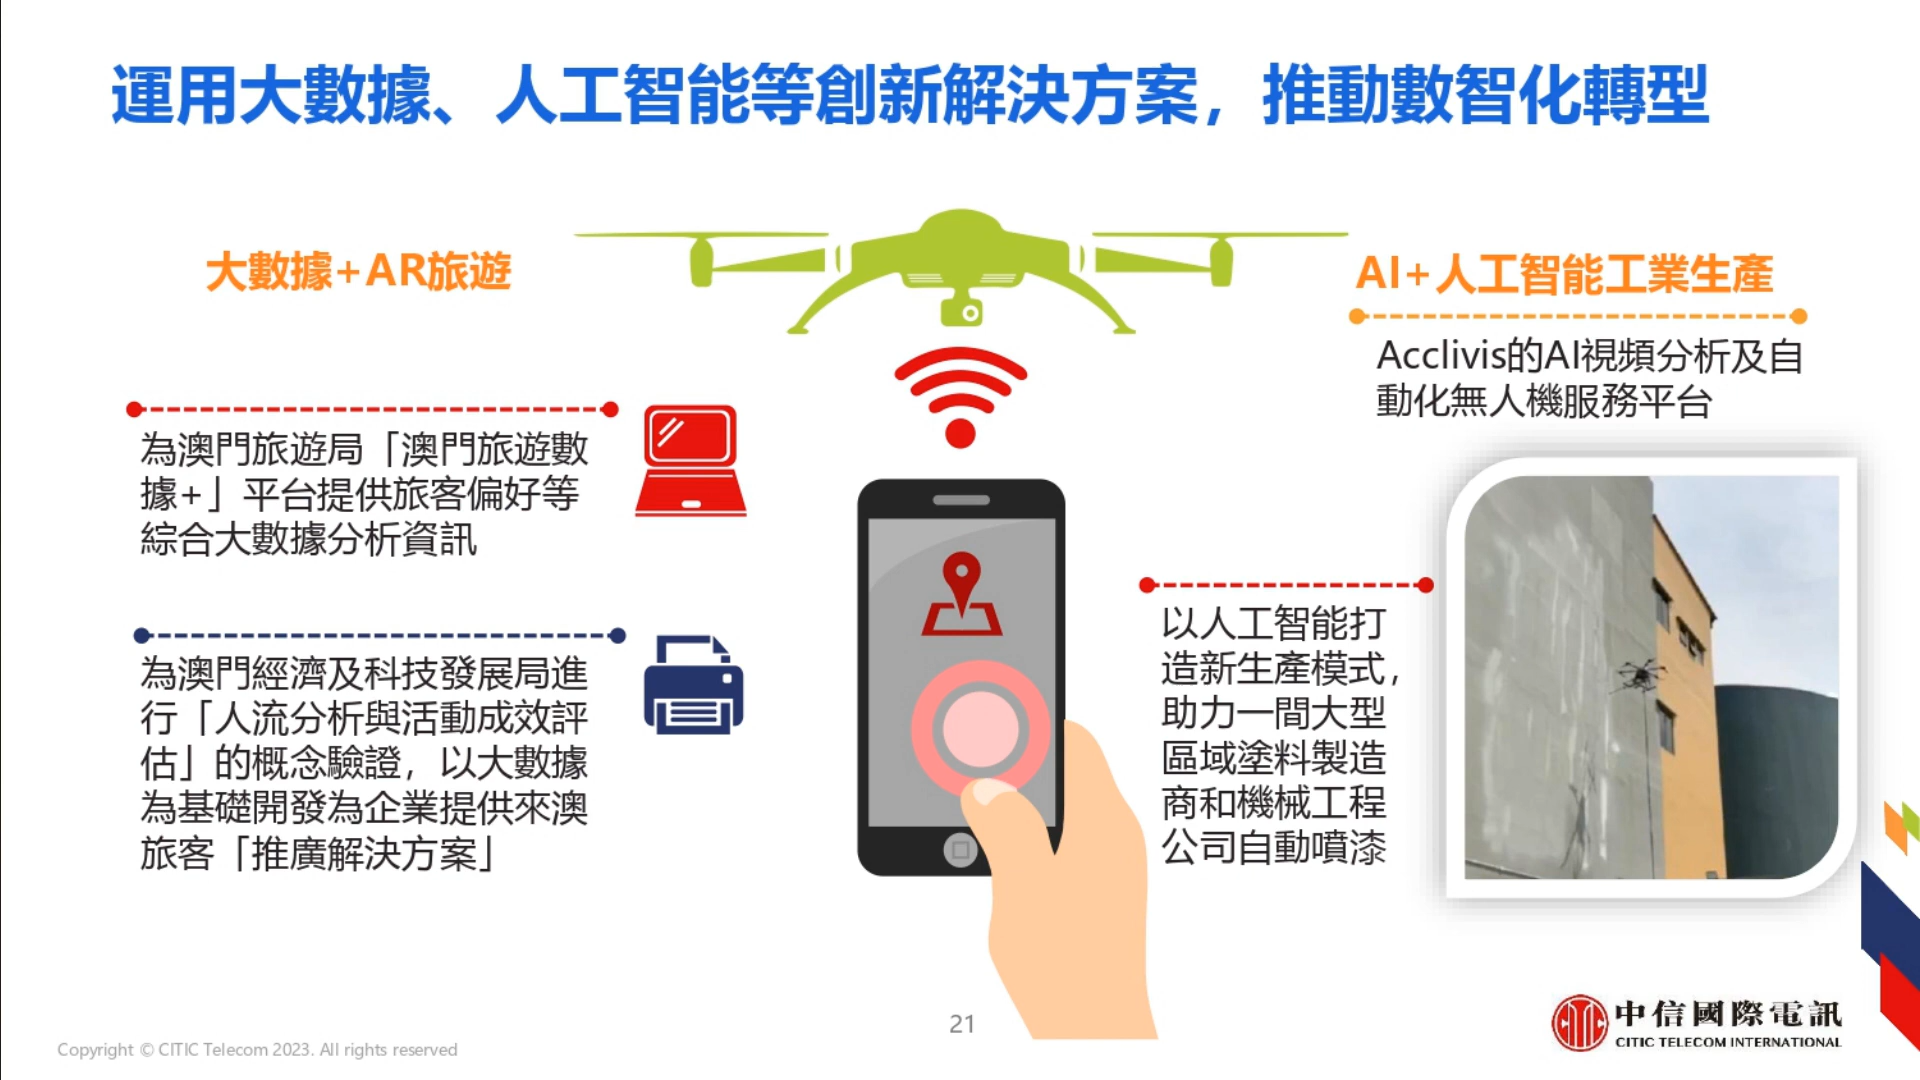 運用大數據、人工智能等創新解決方案，推動數智化轉型
大數據+AR旅遊
為澳門旅遊局「澳門旅遊數
據+」平台提供旅客偏好等
綜合大數據分析資訊
為澳門經濟及科技發展局進
行「人流分析與活動成效評
估」的概念驗證，以大數據
為基礎開發為企業提供來澳
旅客「推廣解決方案」
AI+人工智能工業生產
Acclivis的AI視頻分析及自
動化無人機服務平台
以人工智能打
造新生產模式，
助力一間大型
區域塗料製造
商和機械工程
公司自動噴漆
21
Copyright © CITIC Telecom 2023. All rights reserved
中信國際電訊
CITIC TELECOM INTERNATIONAL